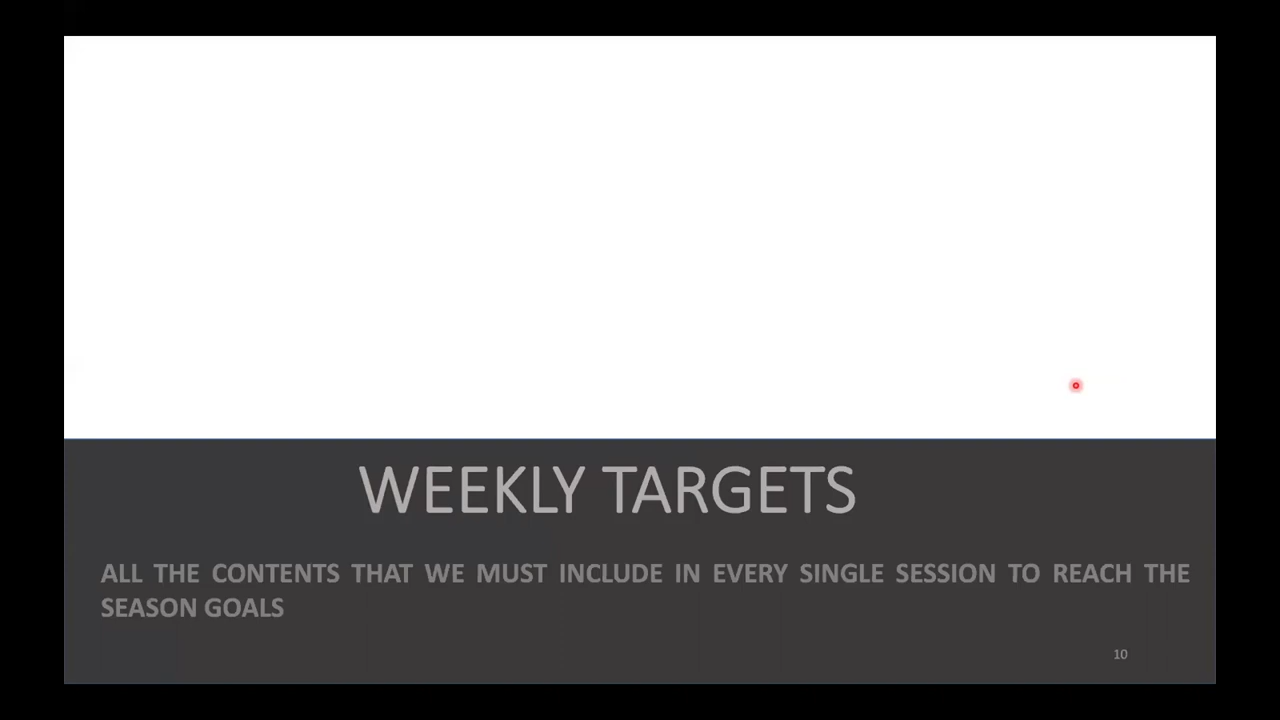 WEEKLY TARGETS
ALL THE CONTENTS THAT WE MUST INCLUDE IN EVERY SINGLE SESSION TO REACH THE
SEASON GOALS
10